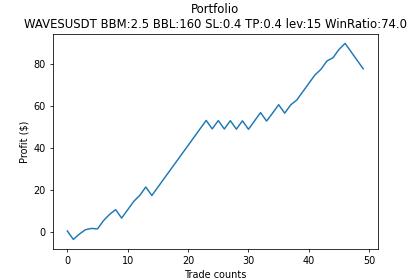 Portfolio
WAVESUSDT BBM:2.5 BBL:160 SL:0.4 TP:0.4 lev:15 WinRatio:74.0
80
60
40
20
0
Profit ($)
0 10 20 30 40 50
Trade counts